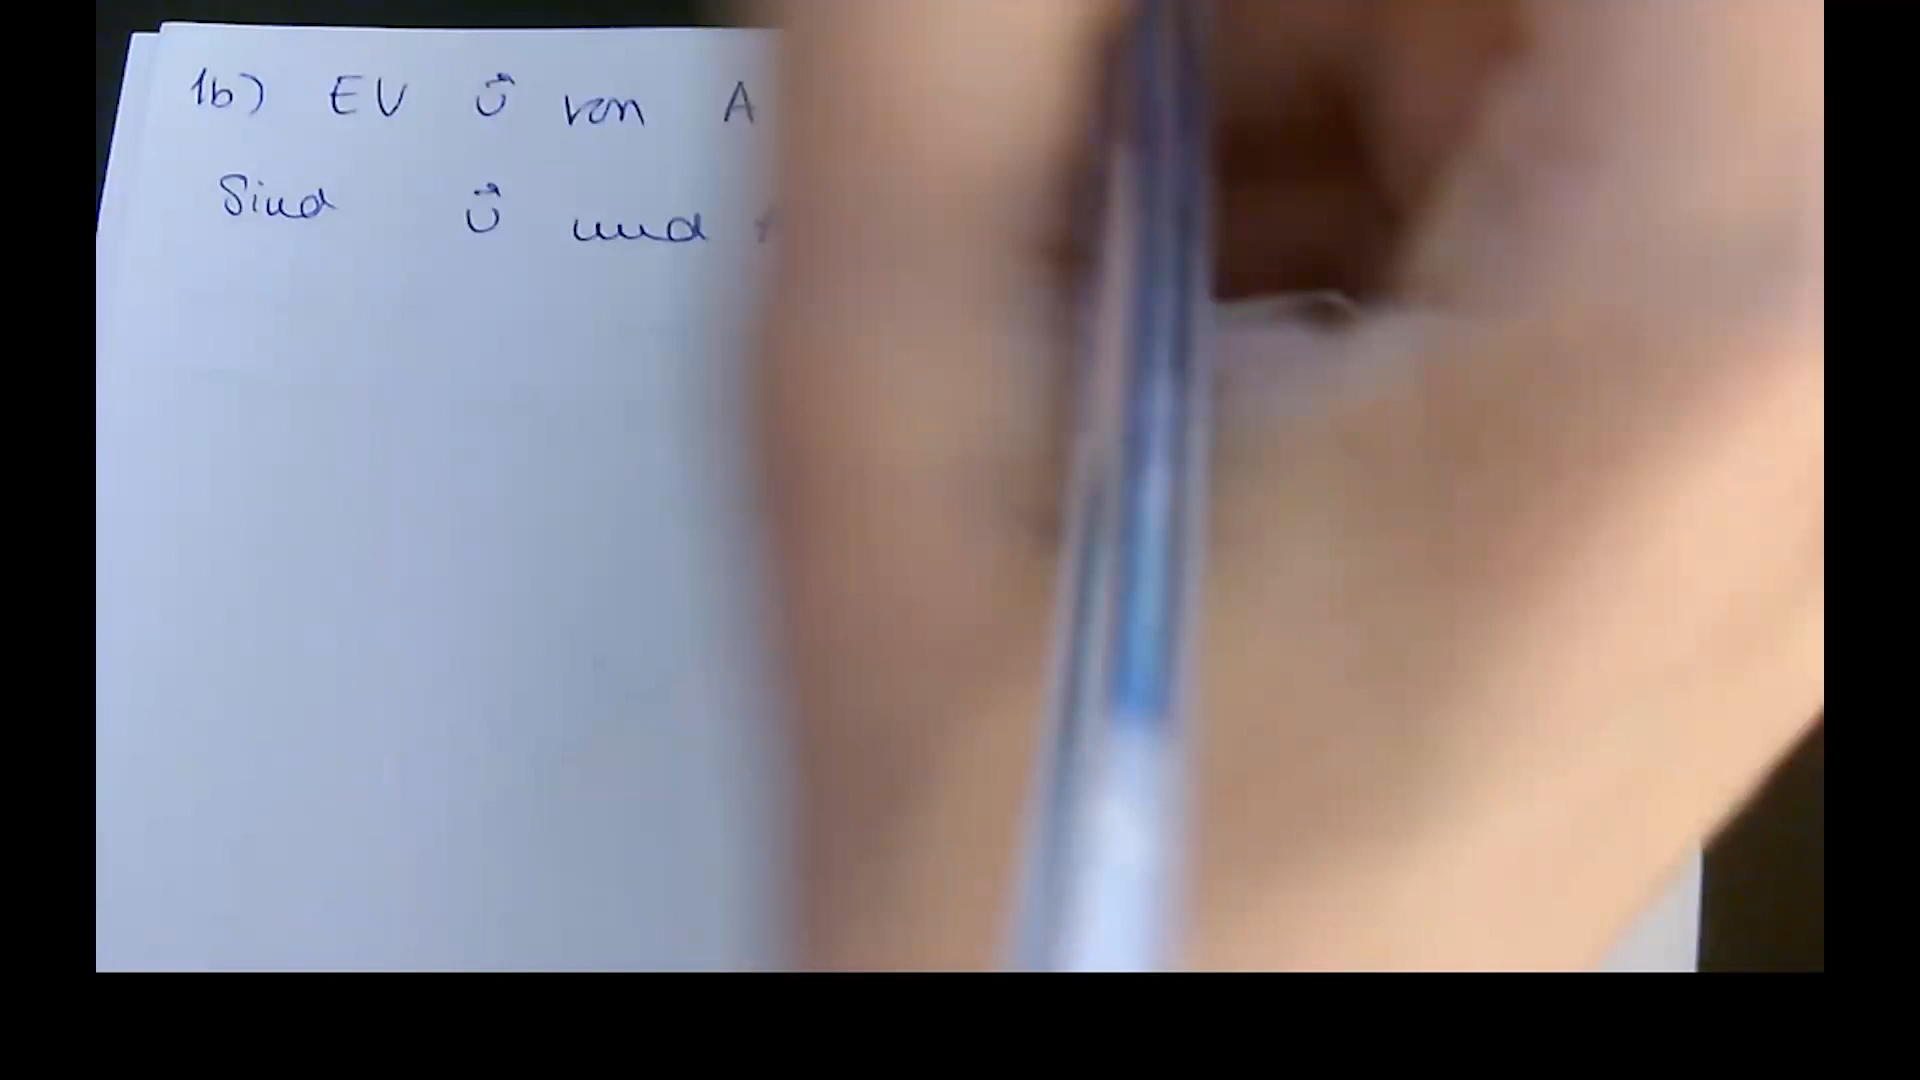 1b) EV v⃗ von A
Sind v⃗ und